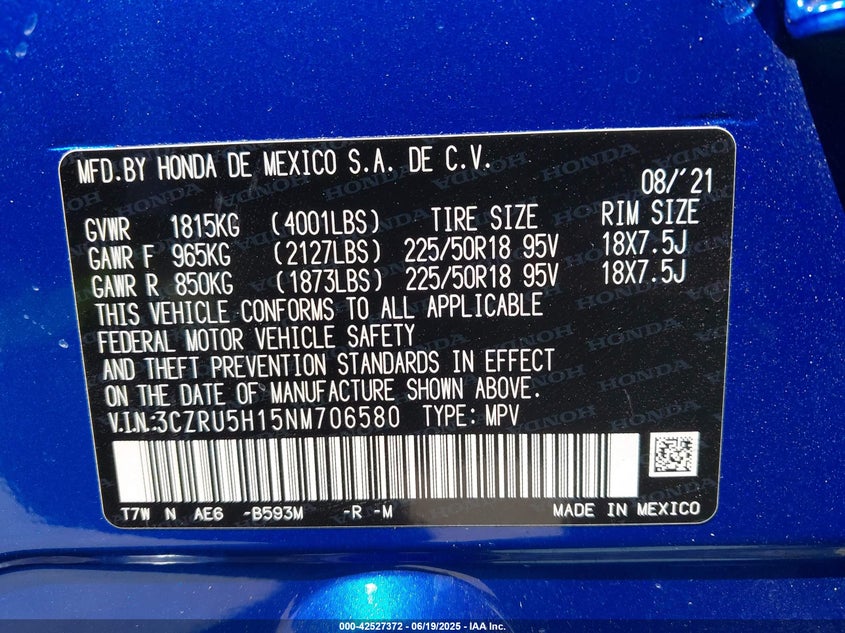 MFD.BY HONDA DE MEXICO S.A. DE C.V.
08/'21
GVWR 1815KG (4001LBS) TIRE SIZE RIM SIZE
GAWR F 965KG (2127LBS) 225/50R18 95V 18X7.5J
GAWR R 850KG (1873LBS) 225/50R18 95V 18X7.5J
THIS VEHICLE CONFORMS TO ALL APPLICABLE
FEDERAL MOTOR VEHICLE SAFETY
AND THEFT PREVENTION STANDARDS IN EFFECT
ON THE DATE OF MANUFACTURE SHOWN ABOVE.
V.I.N.:3CZRU5H15NM706580 TYPE: MPV
T7W N AE6 -B593M -R -M MADE IN MEXICO
000-42527372 - 06/19/2025 - IAA Inc.